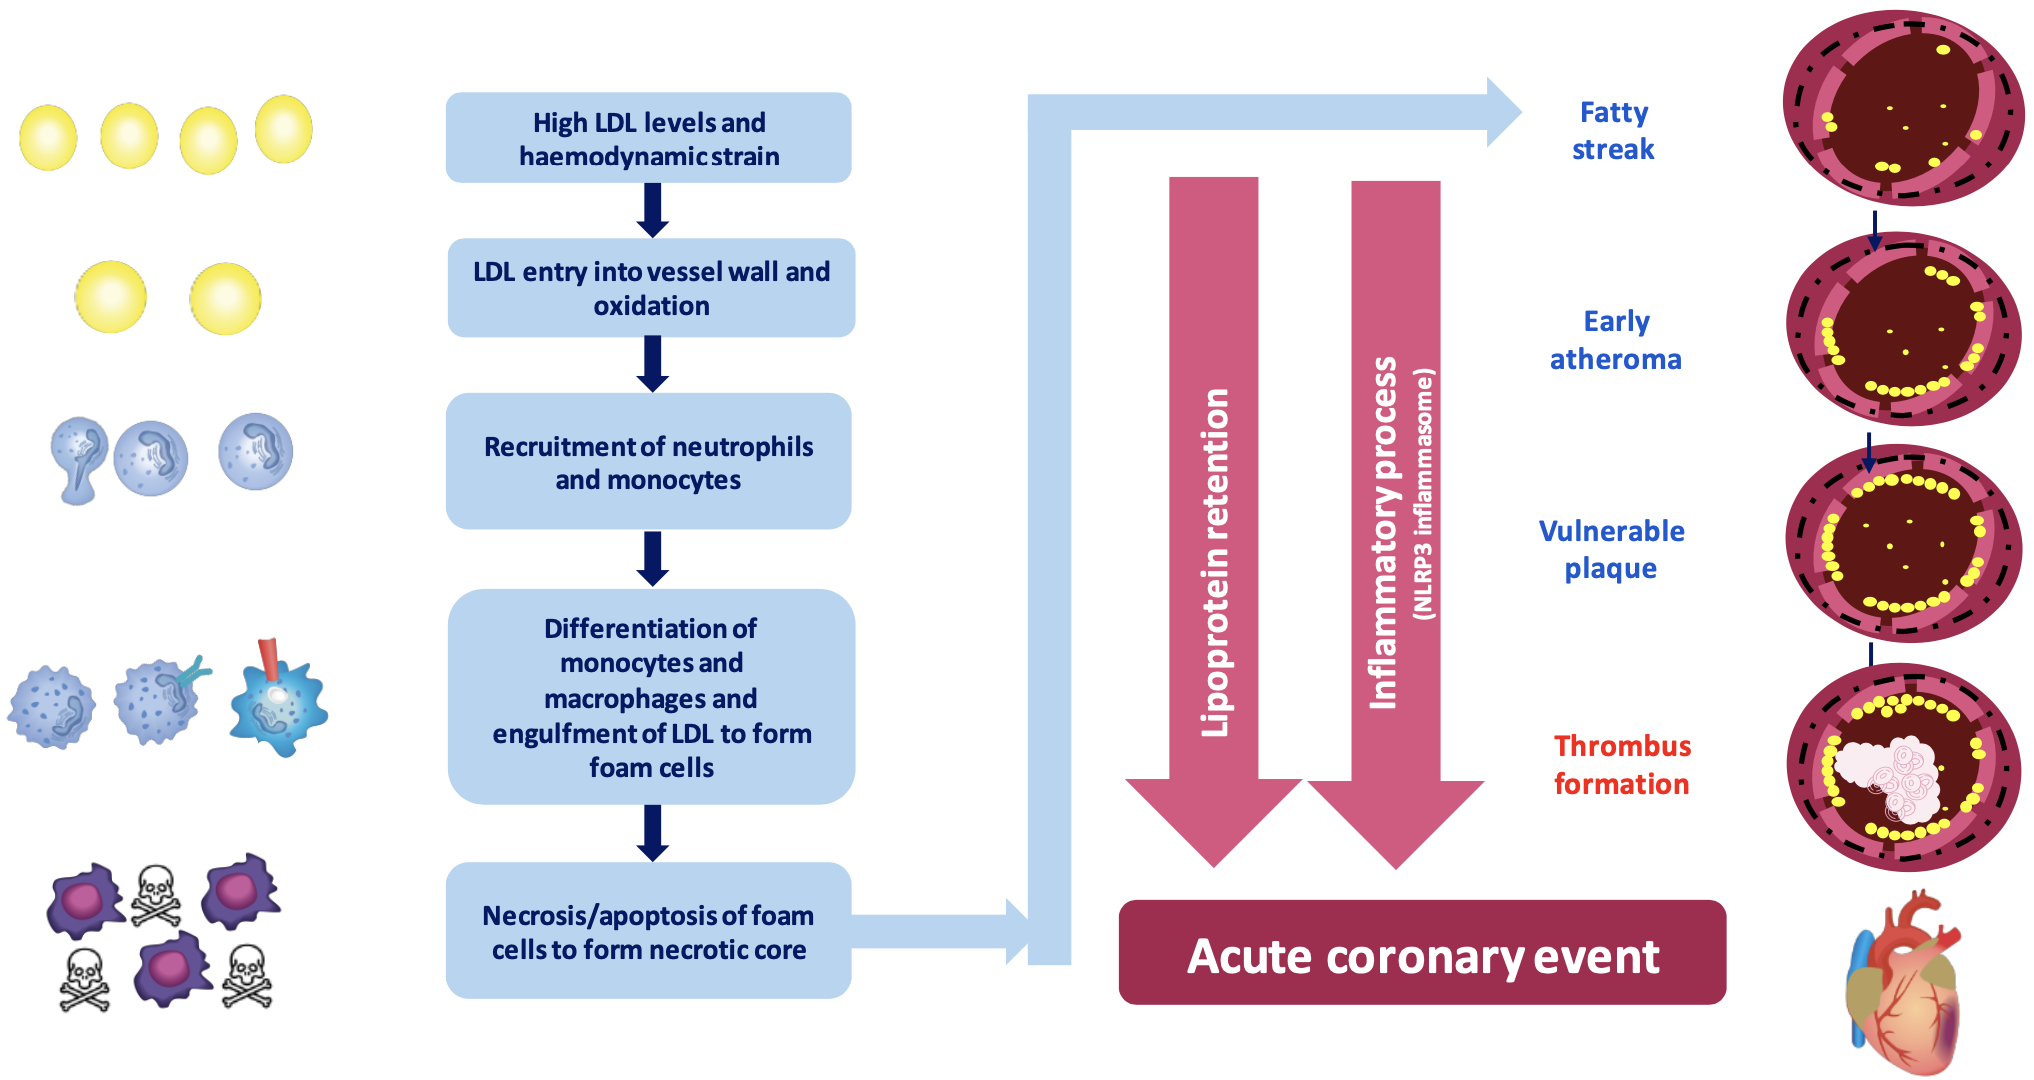 High LDL levels and
haemodynamic strain
LDL entry into vessel wall and
oxidation
Recruitment of neutrophils
and monocytes
Differentiation of
monocytes and
macrophages and
engulfment of LDL to form
foam cells
Necrosis/apoptosis of foam
cells to form necrotic core
Lipoprotein retention
Inflammatory process
(NLRP3 inflammasome)
Fatty
streak
Early
atheroma
Vulnerable
plaque
Thrombus
formation
Acute coronary event